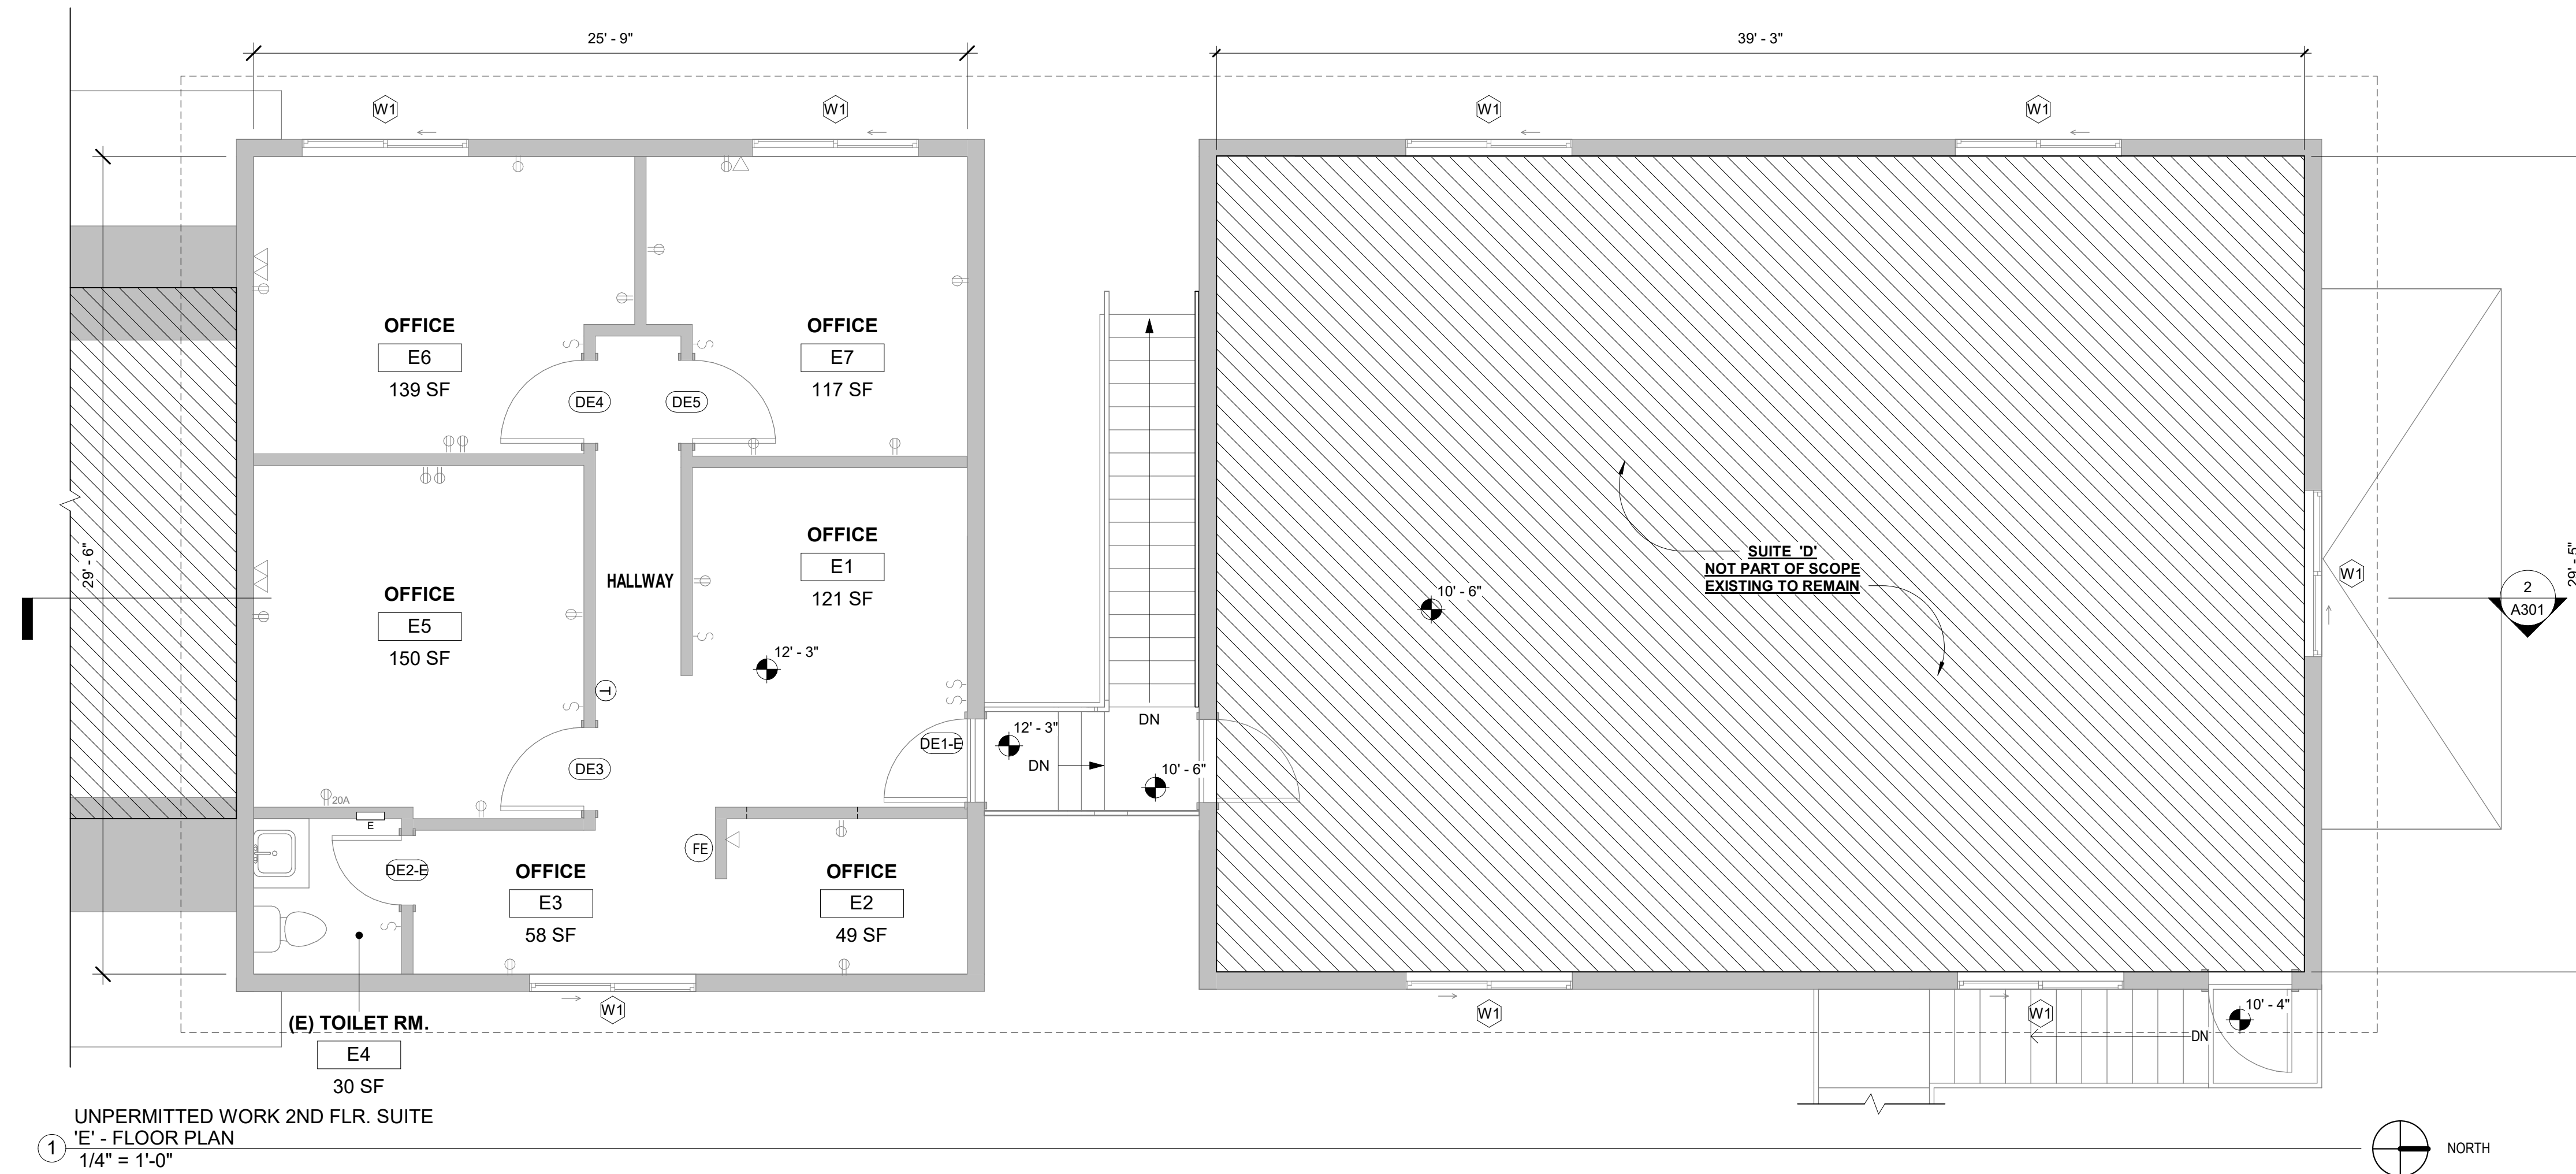 25' - 9"
39' - 3"
W1
W1
W1
W1
OFFICE
E6
139 SF
OFFICE
E7
117 SF
DE4
DE5
29' - 6"
OFFICE
E5
150 SF
HALLWAY
OFFICE
E1
121 SF
12' - 3"
T
SUITE 'D'
NOT PART OF SCOPE
EXISTING TO REMAIN
10' - 6"
W1
2
A301
29' - 5"
DE3
DE1-E
12' - 3"
DN
DN
10' - 6"
20A
E
DE2-E
FE
OFFICE
E3
58 SF
OFFICE
E2
49 SF
W1
W1
W1
10' - 4"
DN
(E) TOILET RM.
E4
30 SF
UNPERMITTED WORK 2ND FLR. SUITE
'E' - FLOOR PLAN
1
1/4" = 1'-0"
NORTH